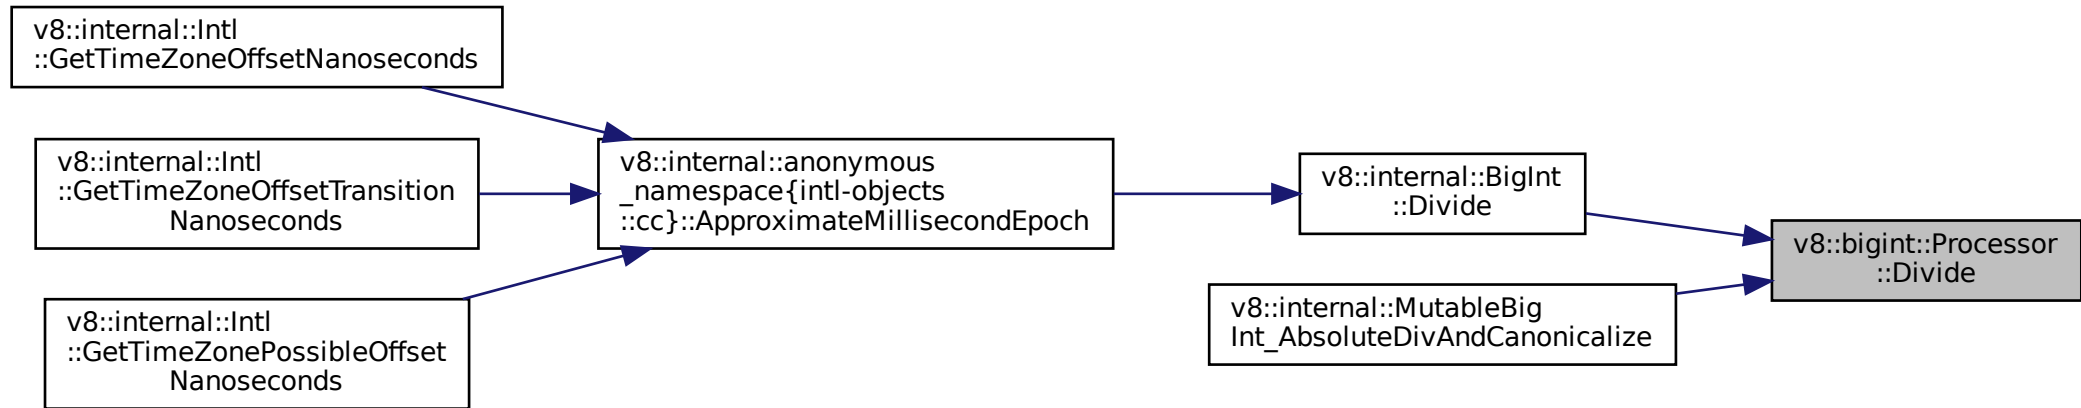 v8::internal::Intl
::GetTimeZoneOffsetNanoseconds
v8::internal::Intl
::GetTimeZoneOffsetTransition
Nanoseconds
v8::internal::Intl
::GetTimeZonePossibleOffset
Nanoseconds
v8::internal::anonymous
_namespace{intl-objects
::cc}::ApproximateMillisecondEpoch
v8::internal::BigInt
::Divide
v8::internal::MutableBig
Int_AbsoluteDivAndCanonicalize
v8::bigint::Processor
::Divide